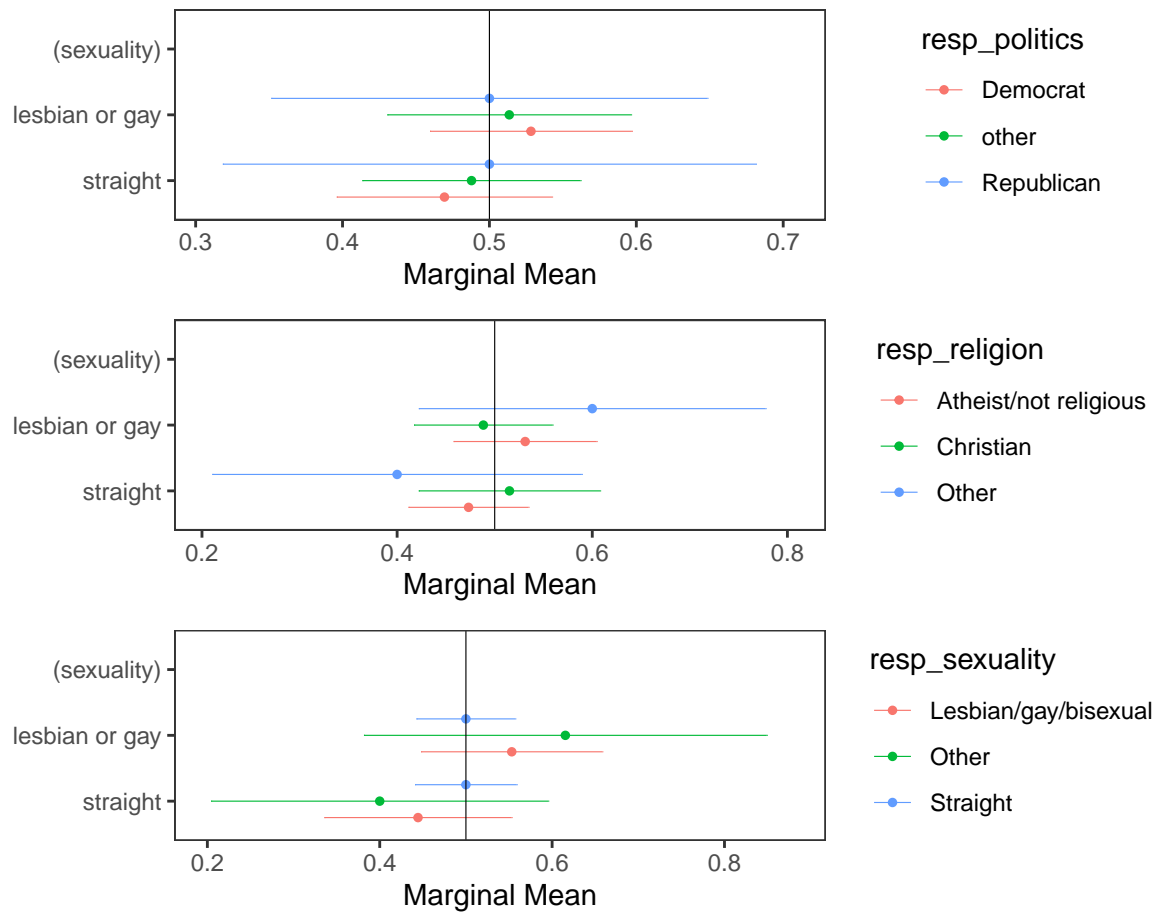 (sexuality)
lesbian or gay
straight
0.3 0.4 0.5 0.6 0.7
Marginal Mean
resp_politics
Democrat
other
Republican
(sexuality)
lesbian or gay
straight
0.2 0.4 0.6 0.8
Marginal Mean
resp_religion
Atheist/not religious
Christian
Other
(sexuality)
lesbian or gay
straight
0.2 0.4 0.6 0.8
Marginal Mean
resp_sexuality
Lesbian/gay/bisexual
Other
Straight